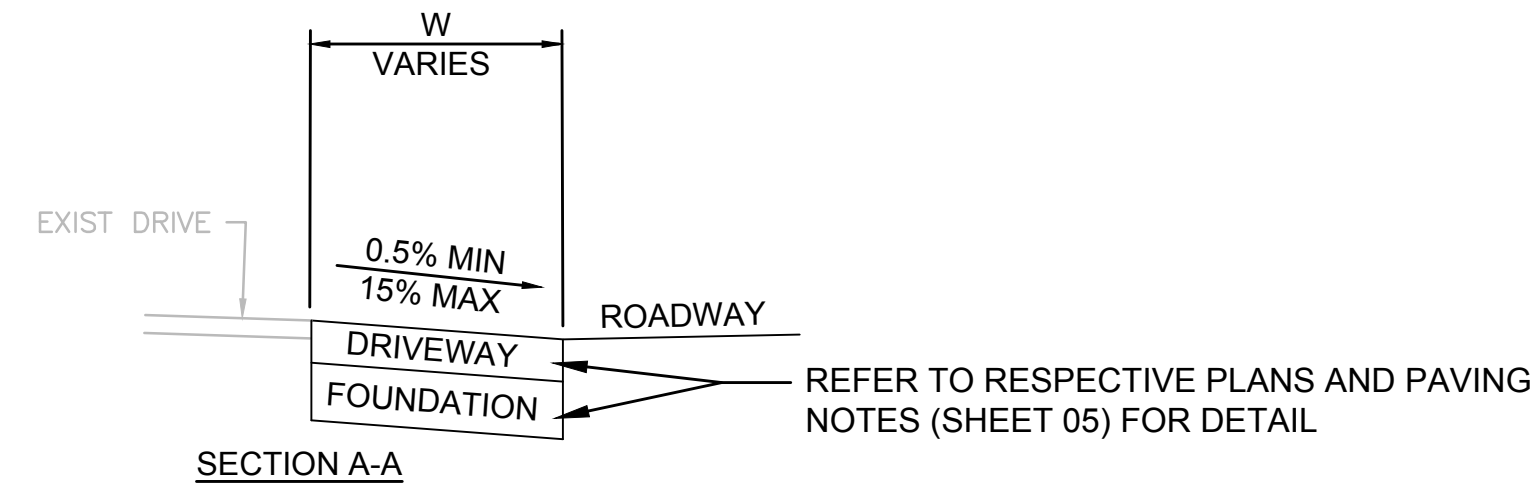 W
VARIES
EXIST DRIVE
0.5% MIN
15% MAX
ROADWAY
DRIVEWAY
FOUNDATION
REFER TO RESPECTIVE PLANS AND PAVING
NOTES (SHEET 05) FOR DETAIL
SECTION A-A